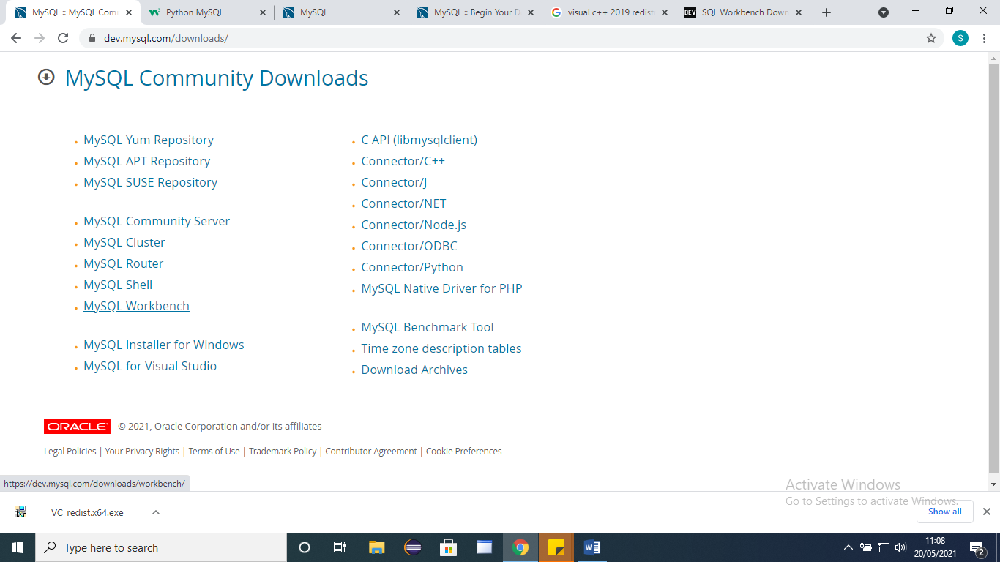 MySQL :: MySQL Com
Python MySQL
MySQL
MySQL :: Begin Your D
visual c++ 2019 redist
DEV
SQL Workbench Down
dev.mysql.com/downloads/
S
MySQL Community Downloads
MySQL Yum Repository
MySQL APT Repository
MySQL SUSE Repository
MySQL Community Server
MySQL Cluster
MySQL Router
MySQL Shell
MySQL Workbench
MySQL Installer for Windows
MySQL for Visual Studio
C API (libmysqlclient)
Connector/C++
Connector/J
Connector/NET
Connector/Node.js
Connector/ODBC
Connector/Python
MySQL Native Driver for PHP
MySQL Benchmark Tool
Time zone description tables
Download Archives
ORACLE © 2021, Oracle Corporation and/or its affiliates
Legal Policies | Your Privacy Rights | Terms of Use | Trademark Policy | Contributor Agreement | Cookie Preferences
https://dev.mysql.com/downloads/workbench/
Activate Windows
Go to Settings to activate Windows.
VC_redist.x64.exe
Show all
Type here to search
11:08
20/05/2021
2